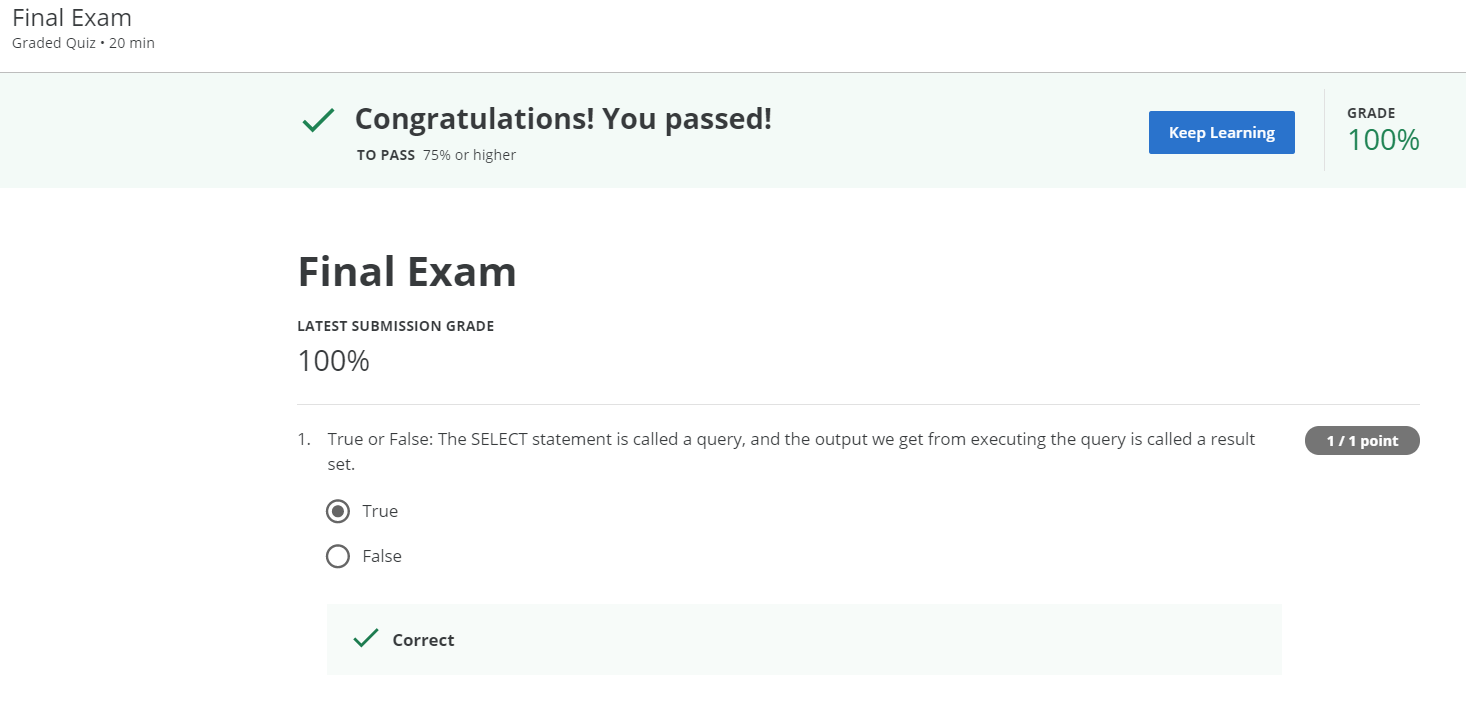 Final Exam
Graded Quiz • 20 min
Congratulations! You passed!
TO PASS 75% or higher
Keep Learning
GRADE
100%
Final Exam
LATEST SUBMISSION GRADE
100%
1. True or False: The SELECT statement is called a query, and the output we get from executing the query is called a result
set.
1 / 1 point
True
False
Correct